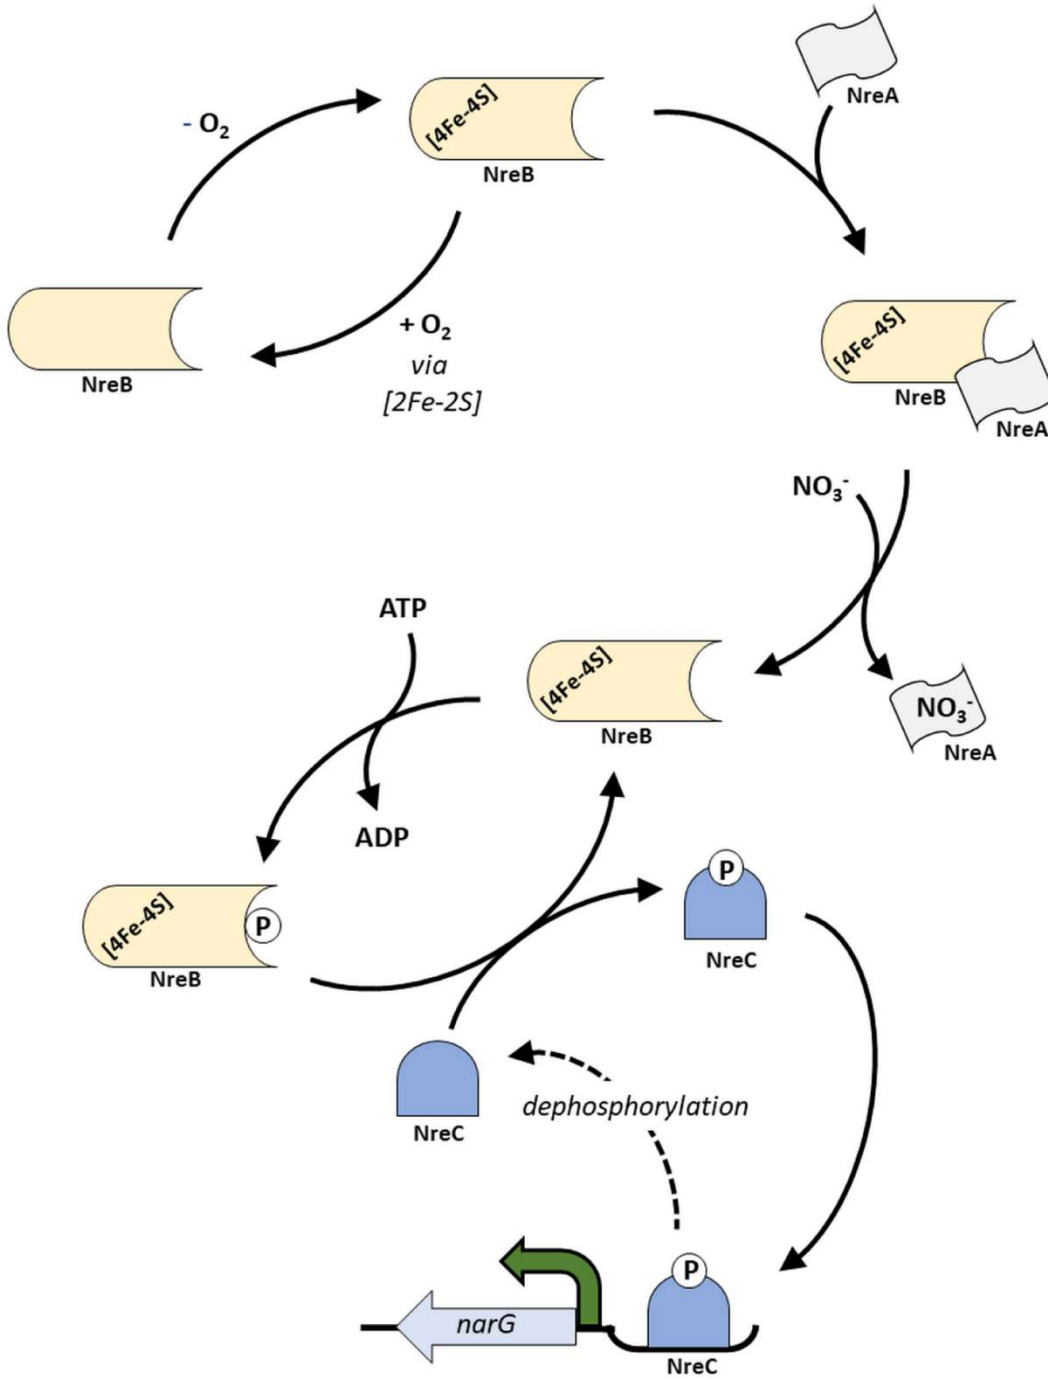 NreA
- O₂
[4Fe-4S]
NreB
+ O₂
via
[2Fe-2S]
NreB
[4Fe-4S]
NreB
NreA
NO₃⁻
NO₃⁻
NreA
ATP
[4Fe-4S]
NreB
ADP
P
[4Fe-4S]
NreB
P
NreC
NreC
dephosphorylation
P
narG
NreC